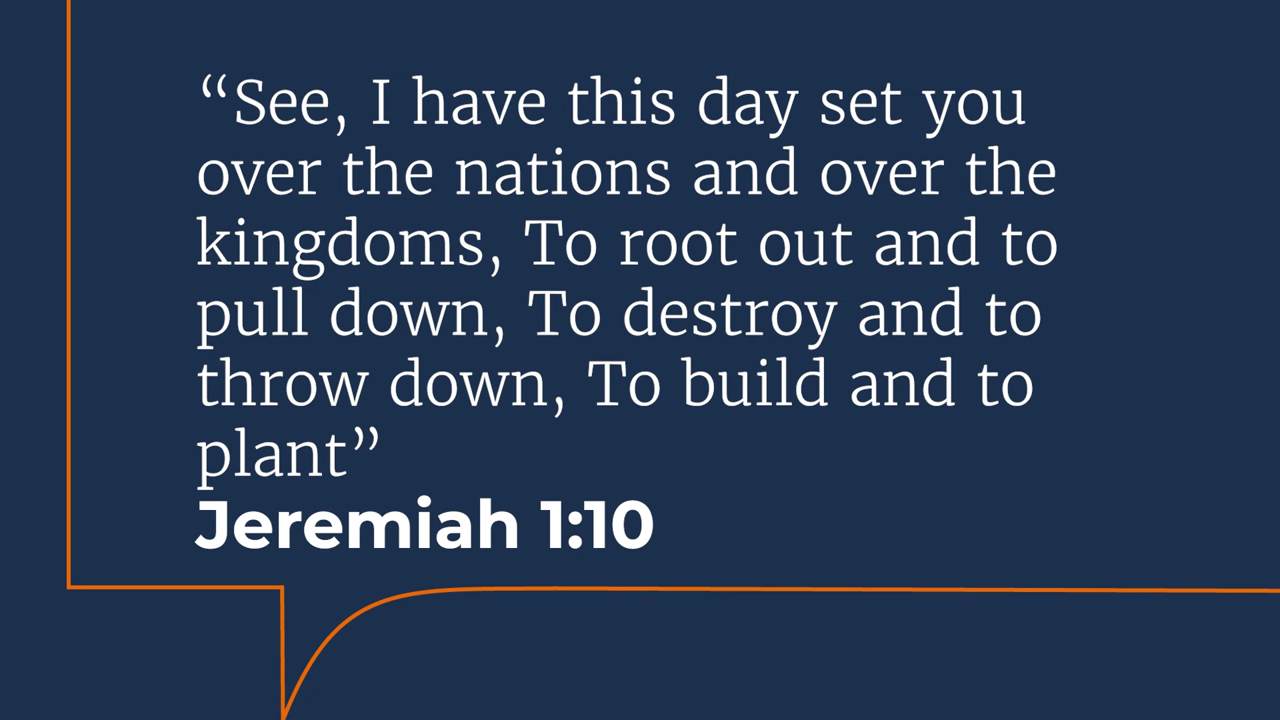 “See, I have this day set you
over the nations and over the
kingdoms, To root out and to
pull down, To destroy and to
throw down, To build and to
plant”
Jeremiah 1:10